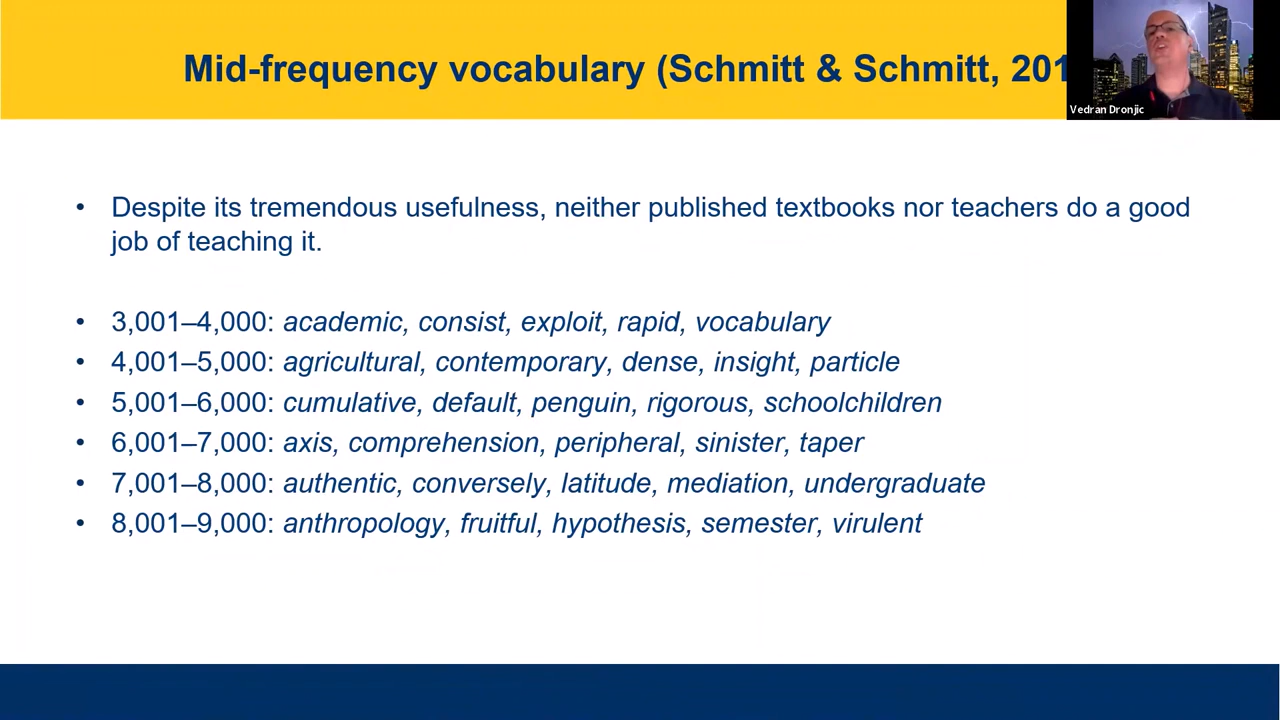 Mid-frequency vocabulary (Schmitt & Schmitt, 201
Vedran Dronjic
• Despite its tremendous usefulness, neither published textbooks nor teachers do a good
job of teaching it.
• 3,001–4,000: academic, consist, exploit, rapid, vocabulary
• 4,001–5,000: agricultural, contemporary, dense, insight, particle
• 5,001–6,000: cumulative, default, penguin, rigorous, schoolchildren
• 6,001–7,000: axis, comprehension, peripheral, sinister, taper
• 7,001–8,000: authentic, conversely, latitude, mediation, undergraduate
• 8,001–9,000: anthropology, fruitful, hypothesis, semester, virulent